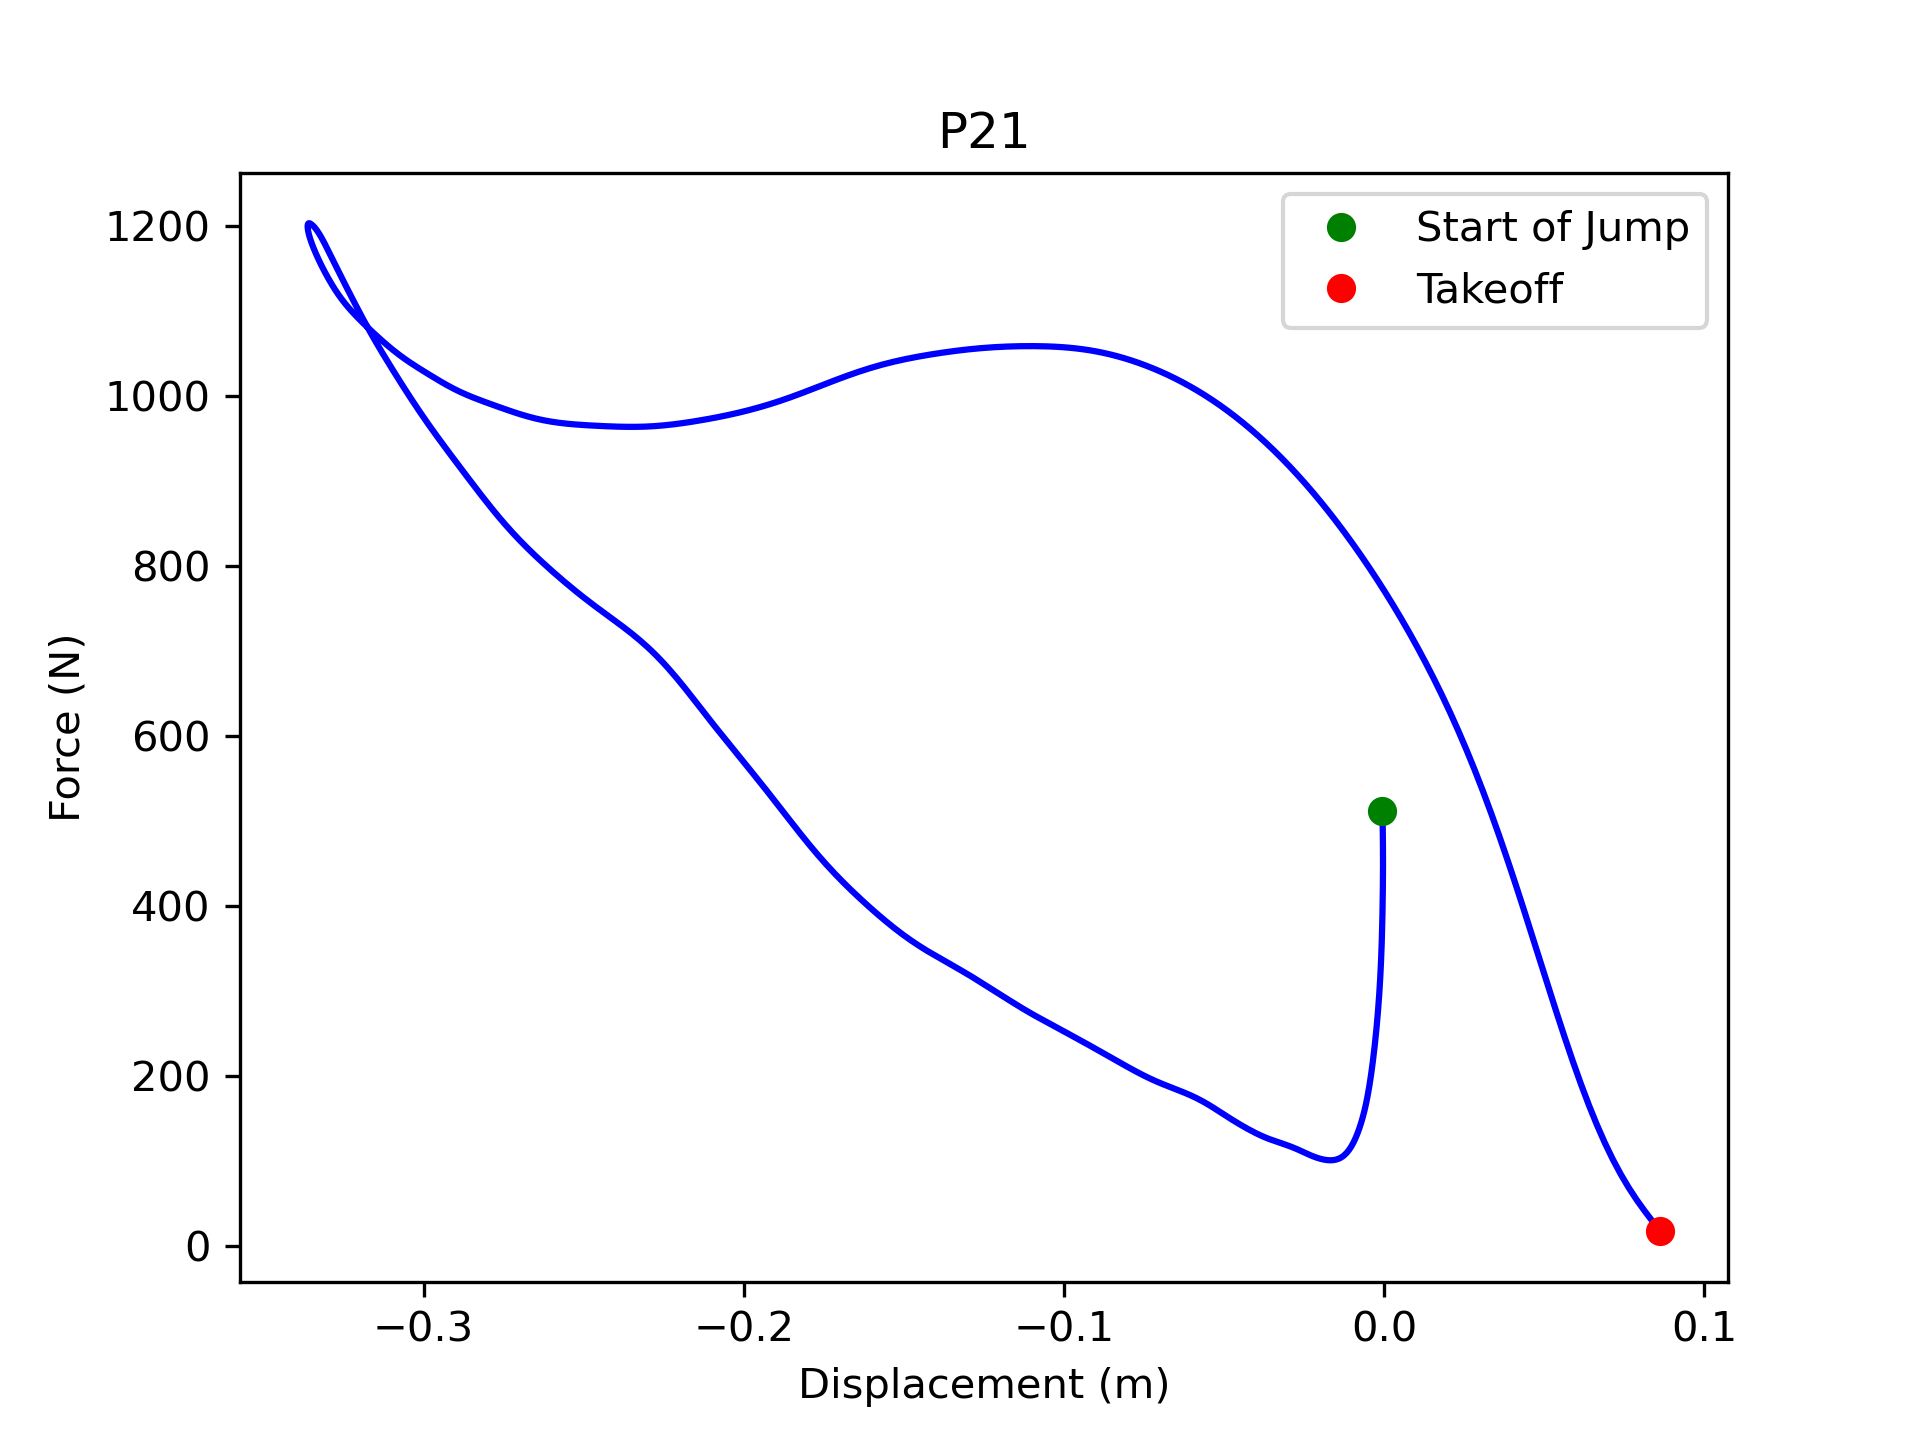 P21
Start of Jump
Takeoff
1200
1000
800
600
400
200
0
Force (N)
−0.3 −0.2 −0.1 0.0 0.1
Displacement (m)